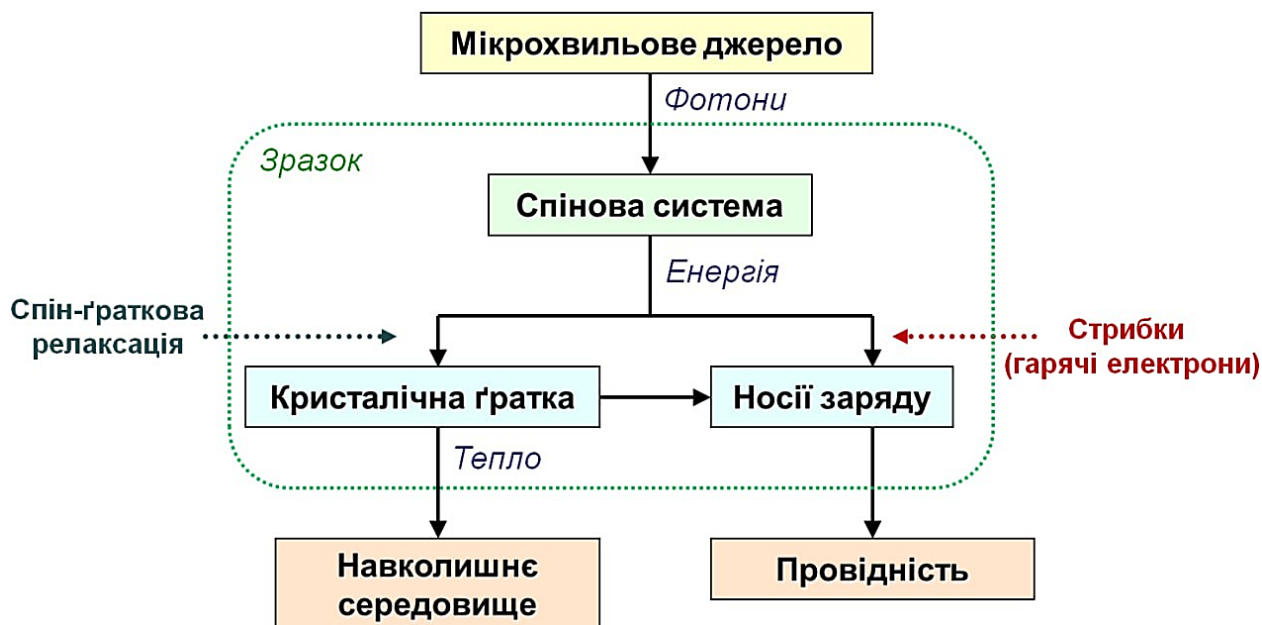 Мікрохвильове джерело
Фотони
Зразок
Спінова система
Енергія
Спін-ґраткова
релаксація
Стрибки
(гарячі електрони)
Кристалічна ґратка
Носії заряду
Тепло
Навколишнє
середовище
Провідність